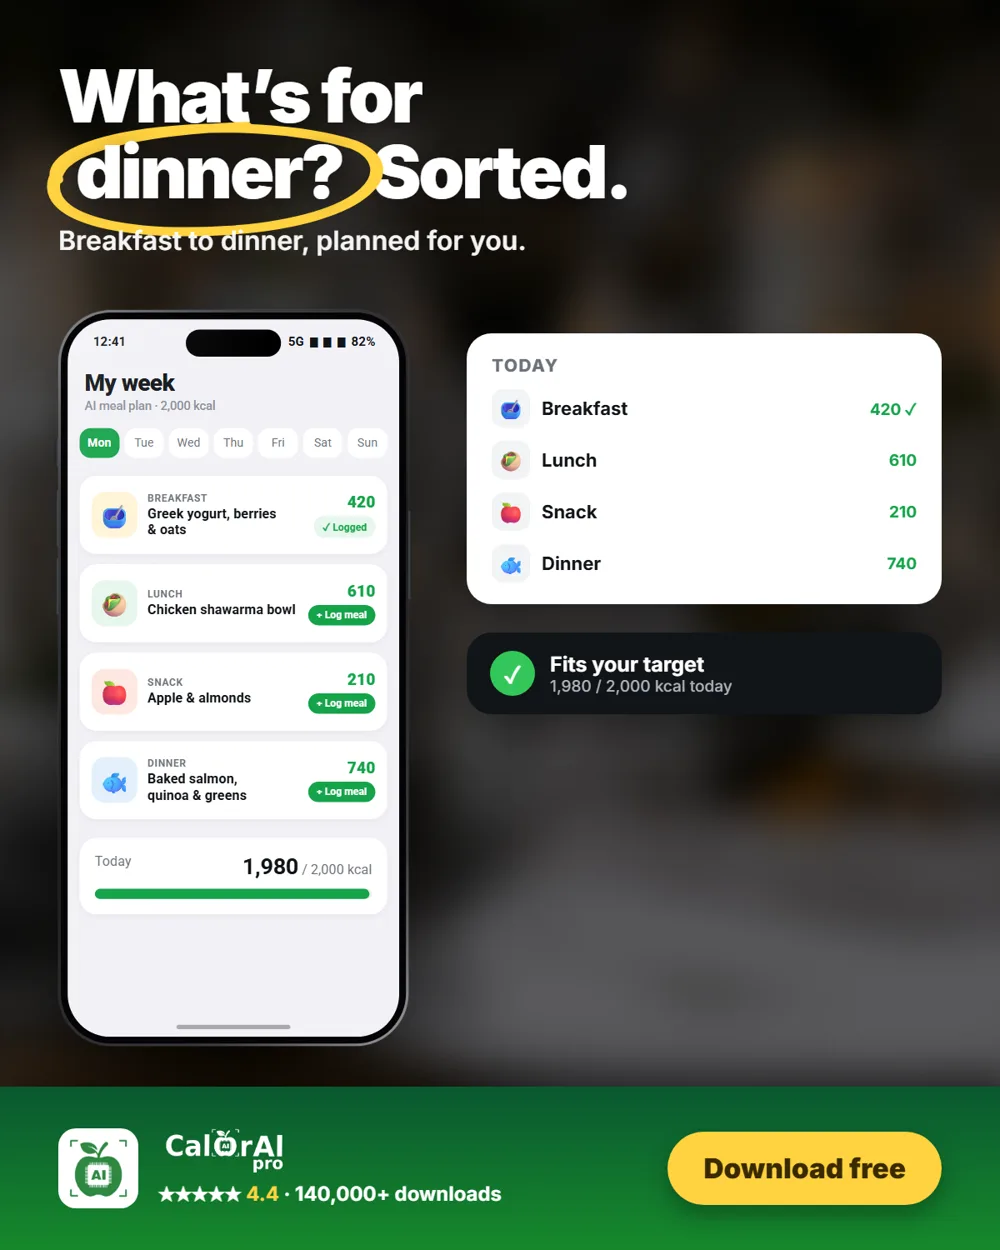 What's for
dinner? Sorted.
Breakfast to dinner, planned for you.
12:41
5G 82%
My week
AI meal plan · 2,000 kcal
Mon Tue Wed Thu Fri Sat Sun
BREAKFAST
Greek yogurt, berries
& oats
420
✓ Logged
LUNCH
Chicken shawarma bowl
610
+ Log meal
SNACK
Apple & almonds
210
+ Log meal
DINNER
Baked salmon,
quinoa & greens
740
+ Log meal
Today
1,980 / 2,000 kcal
TODAY
Breakfast 420 ✓
Lunch 610
Snack 210
Dinner 740
✓
Fits your target
1,980 / 2,000 kcal today
AI
CalorAI
pro
★★★★★ 4.4 · 140,000+ downloads
Download free